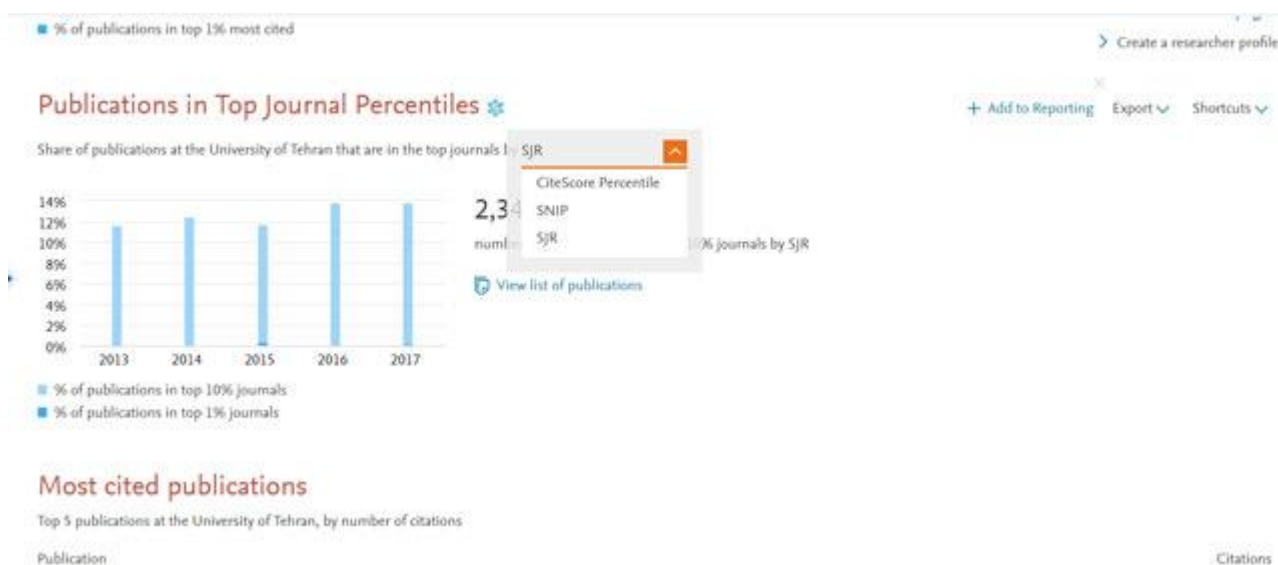 % of publications in top 1% most cited
Create a researcher profile
Publications in Top Journal Percentiles
+ Add to Reporting Export Shortcuts
Share of publications at the University of Tehran that are in the top journals SJR
CiteScore Percentile
SNIP
SJR
14%
12%
10%
8%
6%
4%
2%
0%
2013 2014 2015 2016 2017
2,3
% journals by SJR
View list of publications
% of publications in top 10% journals
% of publications in top 1% journals
Most cited publications
Top 5 publications at the University of Tehran, by number of citations
Publication Citations